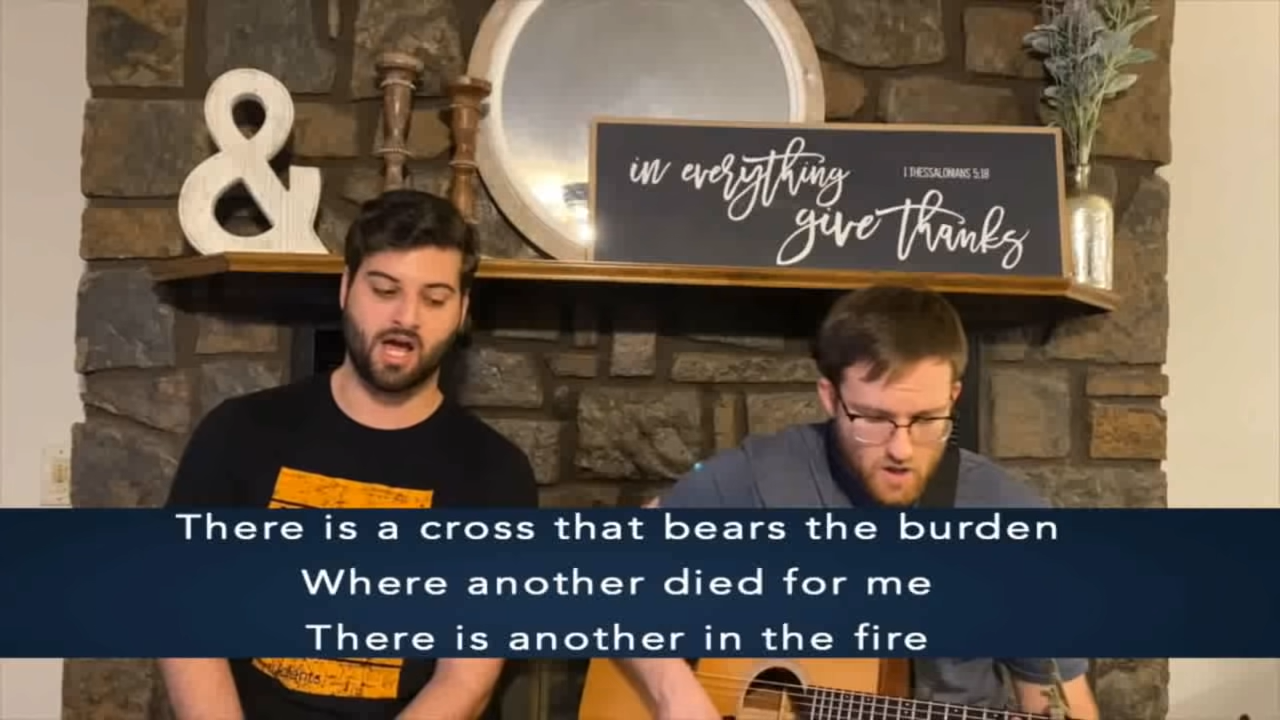 &
in everything
I THESSALONIANS 5:18
give thanks
There is a cross that bears the burden
Where another died for me
There is another in the fire